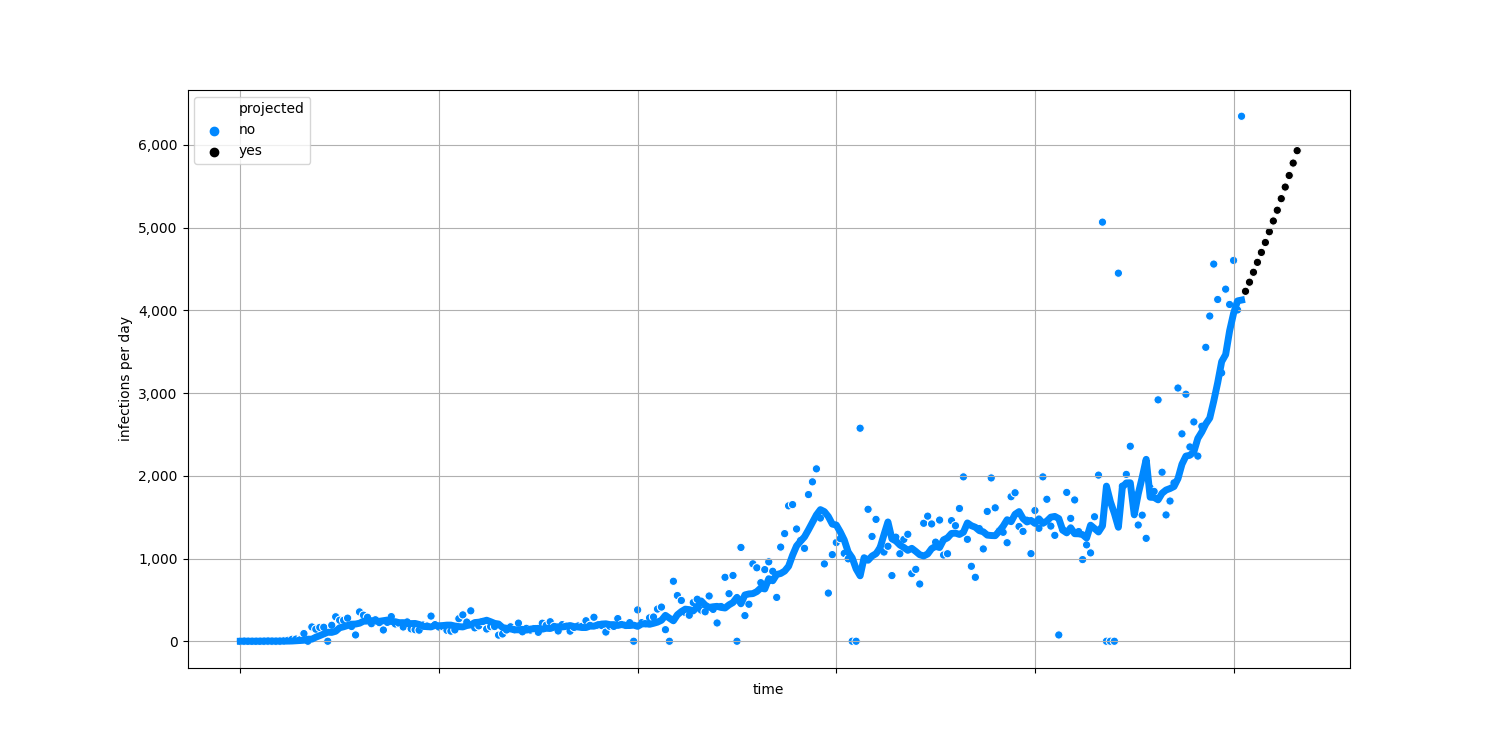 projected
no
yes
6,000
5,000
4,000
3,000
2,000
1,000
0
infections per day
time